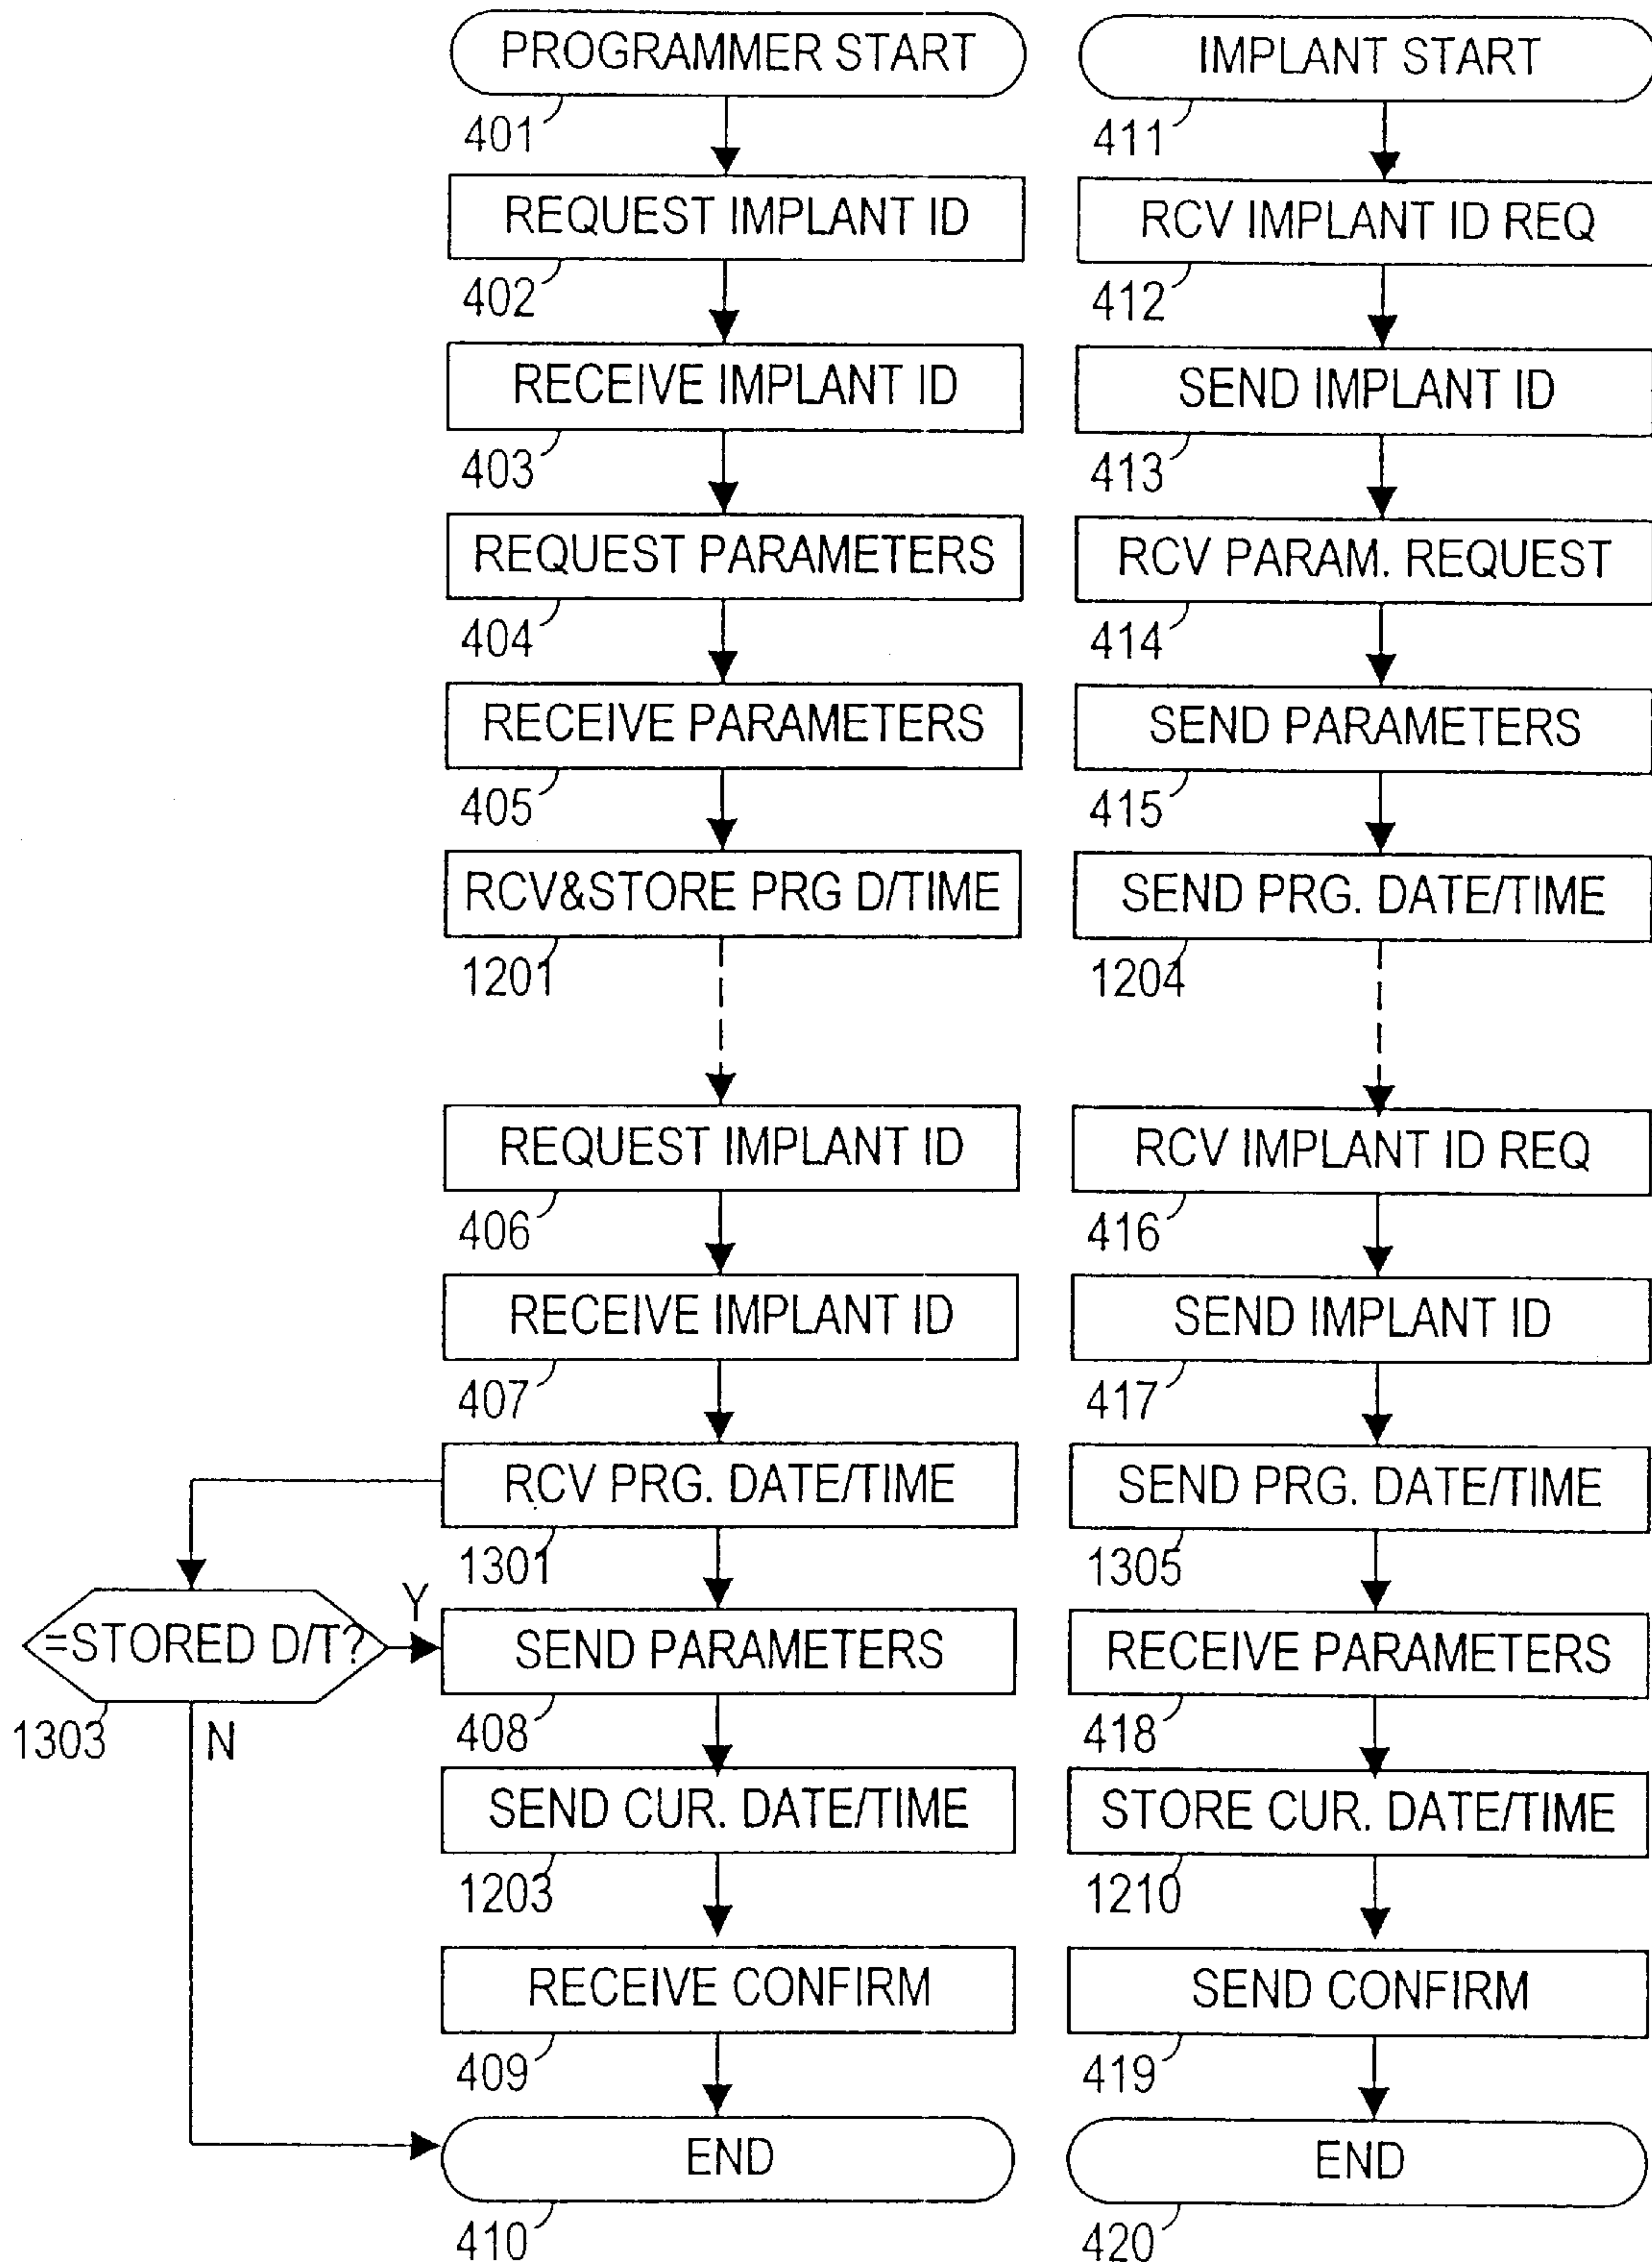 PROGRAMMER START
401
REQUEST IMPLANT ID
402
RECEIVE IMPLANT ID
403
REQUEST PARAMETERS
404
RECEIVE PARAMETERS
405
RCV&STORE PRG D/TIME
1201
REQUEST IMPLANT ID
406
RECEIVE IMPLANT ID
407
RCV PRG. DATE/TIME
1301
=STORED D/T?
Y
N
1303
SEND PARAMETERS
408
SEND CUR. DATE/TIME
1203
RECEIVE CONFIRM
409
END
410
IMPLANT START
411
RCV IMPLANT ID REQ
412
SEND IMPLANT ID
413
RCV PARAM. REQUEST
414
SEND PARAMETERS
415
SEND PRG. DATE/TIME
1204
RCV IMPLANT ID REQ
416
SEND IMPLANT ID
417
SEND PRG. DATE/TIME
1305
RECEIVE PARAMETERS
418
STORE CUR. DATE/TIME
1210
SEND CONFIRM
419
END
420